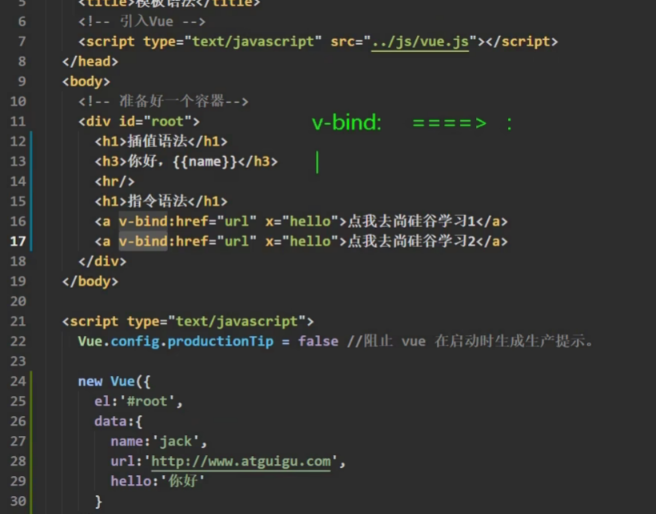 5 <title>模板语法</title>
6 <!-- 引入Vue -->
7 <script type="text/javascript" src="../js/vue.js"></script>
8 </head>
9 <body>
10 <!-- 准备好一个容器-->
11 <div id="root">
v-bind: ====> :
12 <h1>插值语法</h1>
13 <h3>你好，{{name}}</h3>
14 <hr/>
15 <h1>指令语法</h1>
16 <a v-bind:href="url" x="hello">点我去尚硅谷学习1</a>
17 <a v-bind:href="url" x="hello">点我去尚硅谷学习2</a>
18 </div>
19 </body>
20
21 <script type="text/javascript">
22 Vue.config.productionTip = false //阻止 vue 在启动时生成生产提示。
23
24 new Vue({
25 el:'#root',
26 data:{
27 name:'jack',
28 url:'http://www.atguigu.com',
29 hello:'你好'
30 }